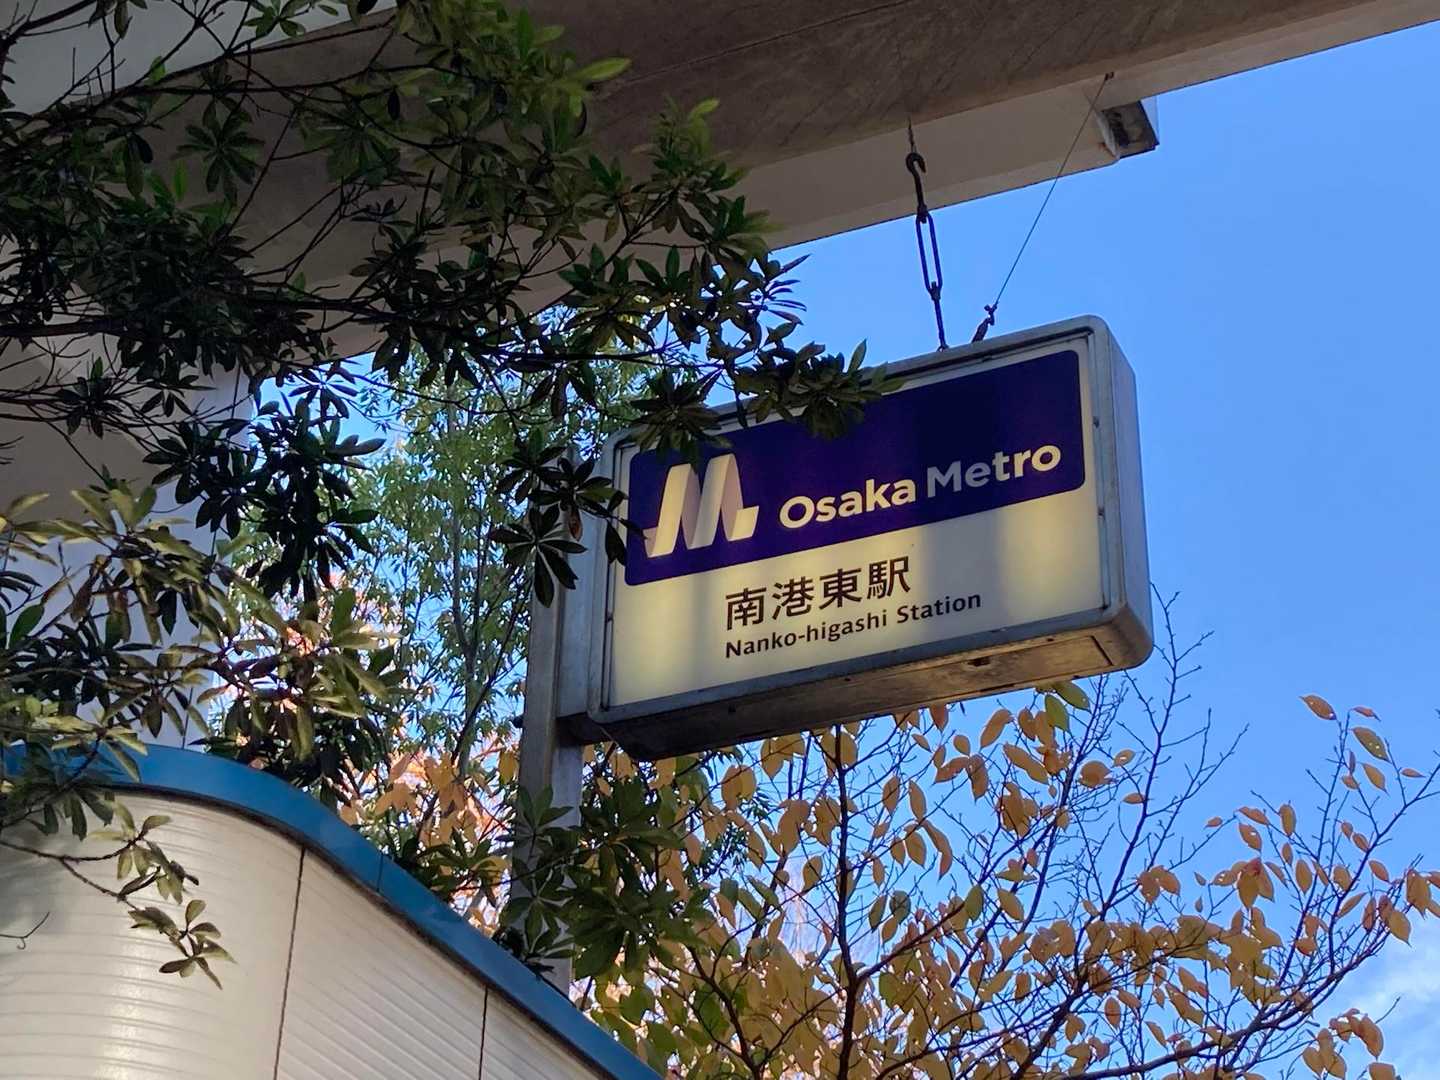 Osaka Metro
南港東駅
Nanko-higashi Station